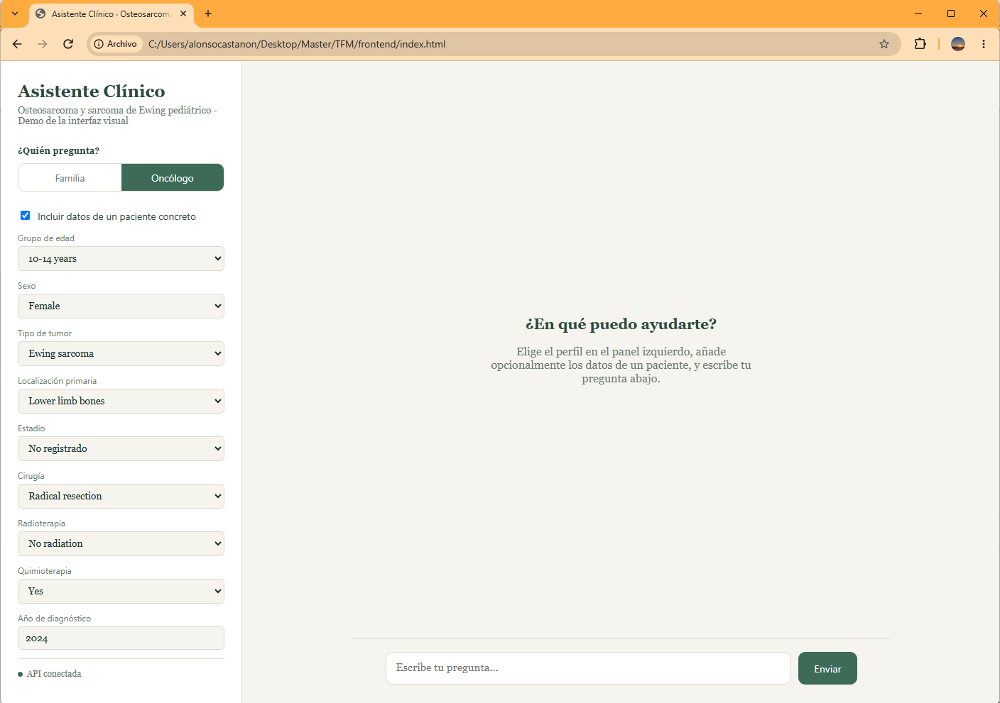 Asistente Clínico · Osteosarcoma
Archivo
C:/Users/alonsocastanon/Desktop/Master/TFM/frontend/index.html
Asistente Clínico
Osteosarcoma y sarcoma de Ewing pediátrico -
Demo de la interfaz visual
¿Quién pregunta?
Familia
Oncólogo
Incluir datos de un paciente concreto
Grupo de edad
10-14 years
Sexo
Female
Tipo de tumor
Ewing sarcoma
Localización primaria
Lower limb bones
Estadio
No registrado
Cirugía
Radical resection
Radioterapia
No radiation
Quimioterapia
Yes
Año de diagnóstico
2024
API conectada
¿En qué puedo ayudarte?
Elige el perfil en el panel izquierdo, añade
opcionalmente los datos de un paciente, y escribe tu
pregunta abajo.
Escribe tu pregunta...
Enviar